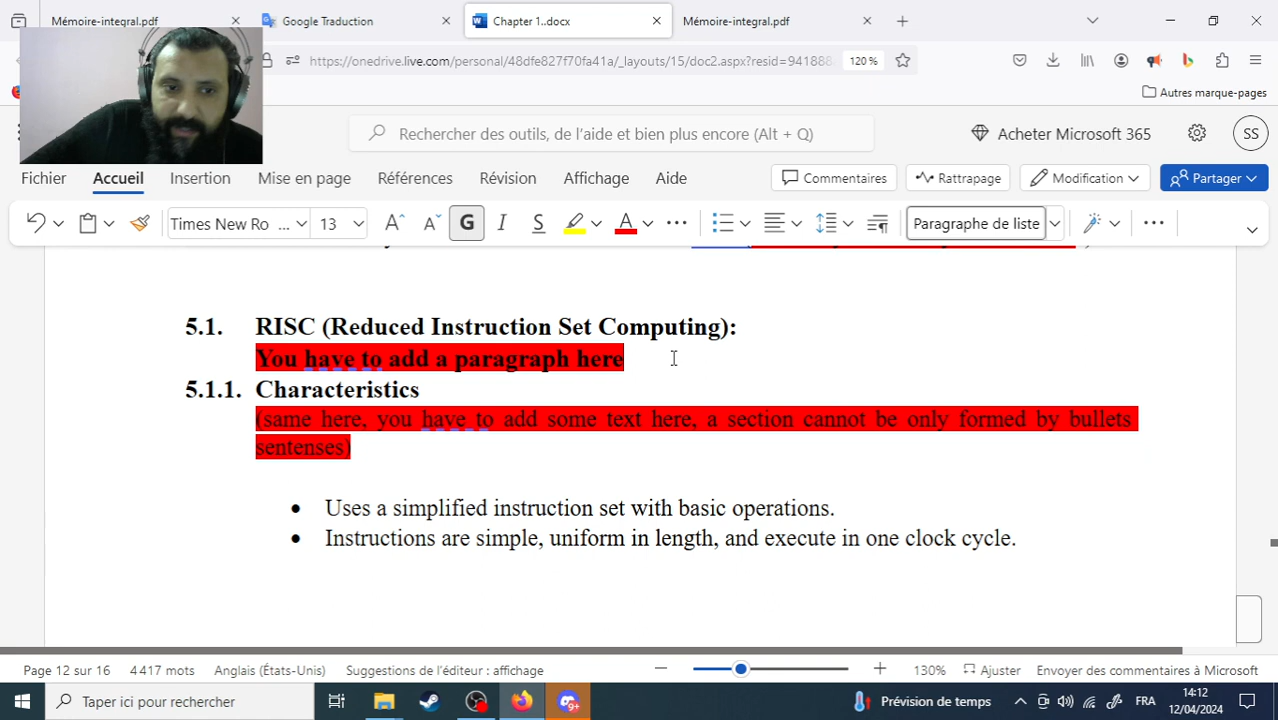 Mémoire-integral.pdf
Google Traduction
Chapter 1..docx
Mémoire-integral.pdf
https://onedrive.live.com/personal/48dfe827f70fa41a/_layouts/15/doc2.aspx?resid=941888
120 %
Autres marque-pages
Rechercher des outils, de l'aide et bien plus encore (Alt + Q)
Acheter Microsoft 365
SS
Fichier Accueil Insertion Mise en page Références Révision Affichage Aide
Commentaires Rattrapage Modification Partager
Times New Ro ... 13 G I S A Paragraphe de liste
5.1. RISC (Reduced Instruction Set Computing):
You have to add a paragraph here
5.1.1. Characteristics
(same here, you have to add some text here, a section cannot be only formed by bullets
sentenses)
• Uses a simplified instruction set with basic operations.
• Instructions are simple, uniform in length, and execute in one clock cycle.
Page 12 sur 16 4 417 mots Anglais (États-Unis) Suggestions de l'éditeur : affichage 130% Ajuster Envoyer des commentaires à Microsoft
Taper ici pour rechercher
9+
Prévision de temps
FRA
14:12
12/04/2024